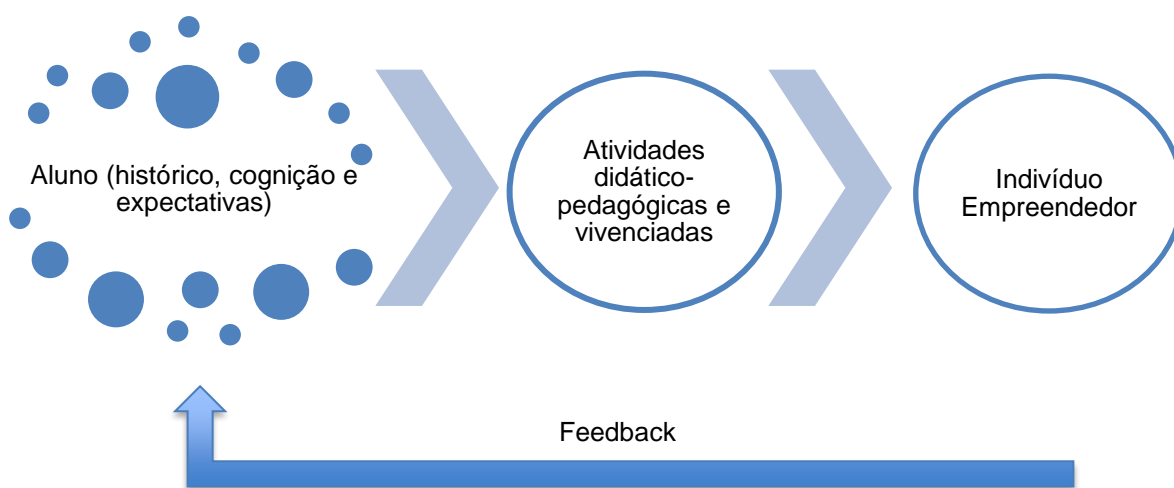 Aluno (histórico, cognição e
expectativas)
Atividades
didático-
pedagógicas e
vivenciadas
Indivíduo
Empreendedor
Feedback